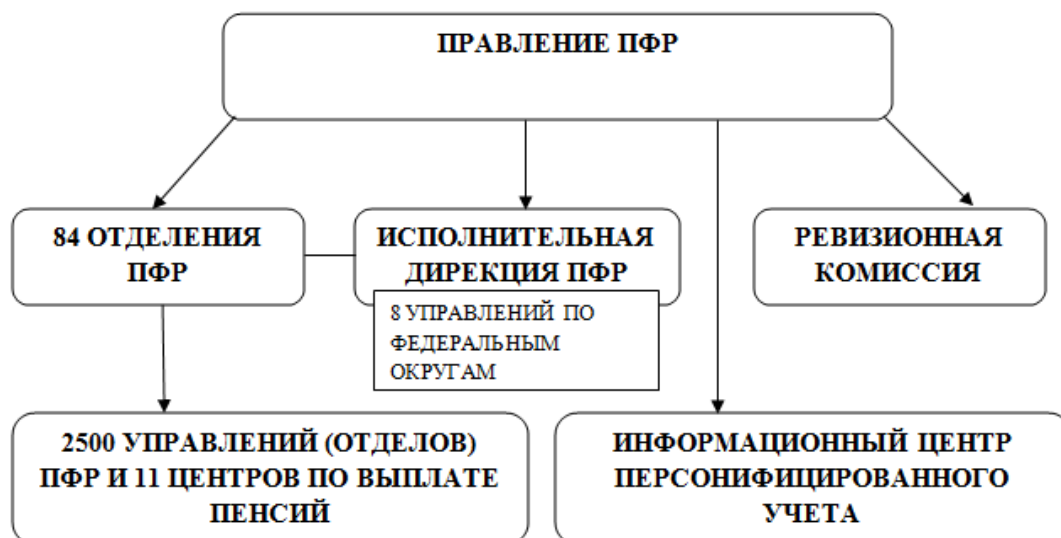 ПРАВЛЕНИЕ ПФР
84 ОТДЕЛЕНИЯ
ПФР
ИСПОЛНИТЕЛЬНАЯ
ДИРЕКЦИЯ ПФР
8 УПРАВЛЕНИЙ ПО
ФЕДЕРАЛЬНЫМ
ОКРУГАМ
РЕВИЗИОННАЯ
КОМИССИЯ
2500 УПРАВЛЕНИЙ (ОТДЕЛОВ)
ПФР И 11 ЦЕНТРОВ ПО ВЫПЛАТЕ
ПЕНСИЙ
ИНФОРМАЦИОННЫЙ ЦЕНТР
ПЕРСОНИФИЦИРОВАННОГО
УЧЕТА